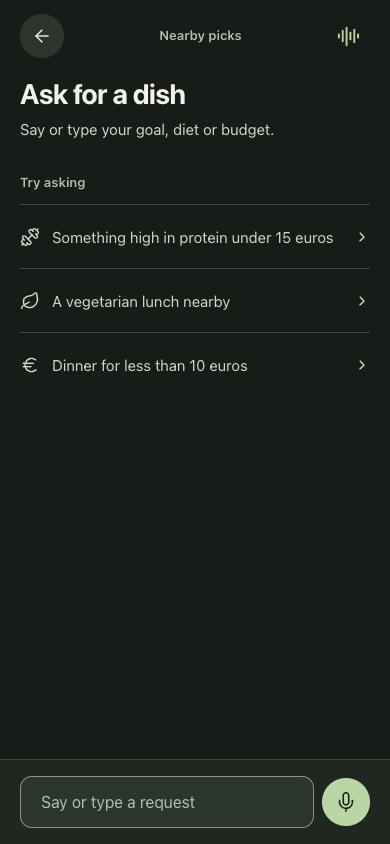 Nearby picks
Ask for a dish
Say or type your goal, diet or budget.
Try asking
Something high in protein under 15 euros
A vegetarian lunch nearby
€ Dinner for less than 10 euros
Say or type a request